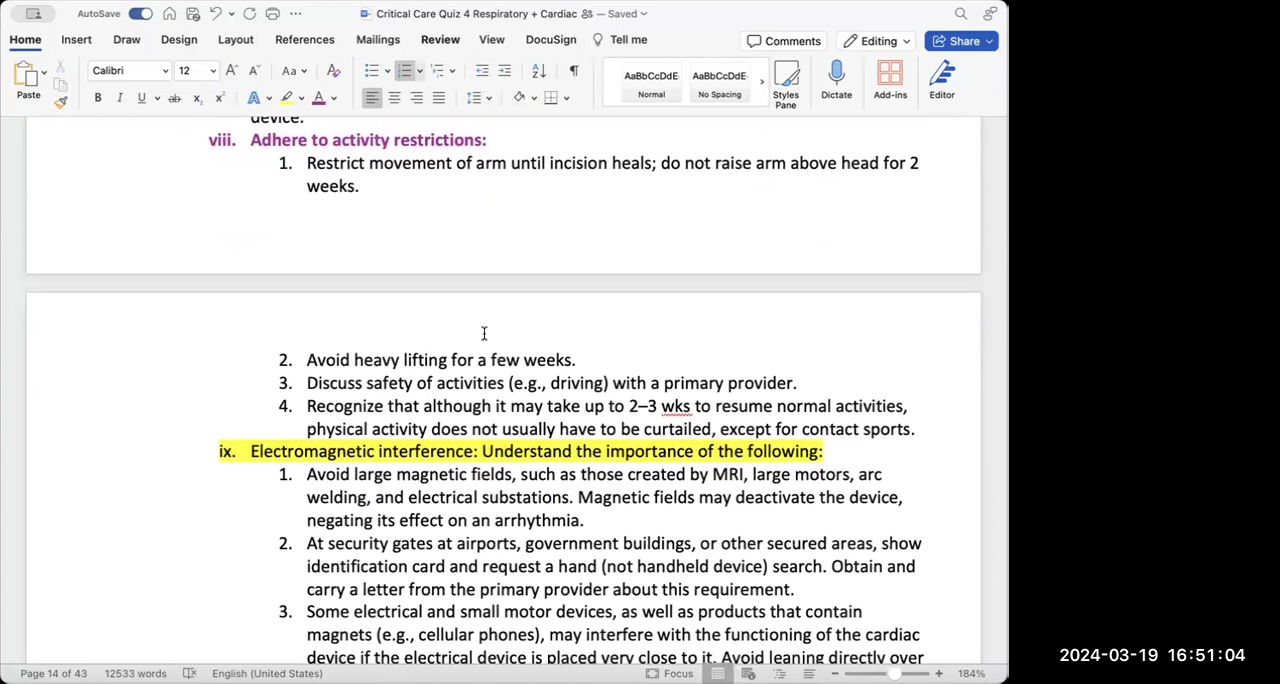 AutoSave
Critical Care Quiz 4 Respiratory + Cardiac — Saved
Home Insert Draw Design Layout References Mailings Review View DocuSign Tell me Comments Editing Share
Paste
Calibri 12
AaBbCcDdE AaBbCcDdE
Normal No Spacing
Styles Pane
Dictate
Add-ins
Editor
device.
viii. Adhere to activity restrictions:
1. Restrict movement of arm until incision heals; do not raise arm above head for 2
weeks.
2. Avoid heavy lifting for a few weeks.
3. Discuss safety of activities (e.g., driving) with a primary provider.
4. Recognize that although it may take up to 2–3 wks to resume normal activities,
physical activity does not usually have to be curtailed, except for contact sports.
ix. Electromagnetic interference: Understand the importance of the following:
1. Avoid large magnetic fields, such as those created by MRI, large motors, arc
welding, and electrical substations. Magnetic fields may deactivate the device,
negating its effect on an arrhythmia.
2. At security gates at airports, government buildings, or other secured areas, show
identification card and request a hand (not handheld device) search. Obtain and
carry a letter from the primary provider about this requirement.
3. Some electrical and small motor devices, as well as products that contain
magnets (e.g., cellular phones), may interfere with the functioning of the cardiac
device if the electrical device is placed very close to it. Avoid leaning directly over
Page 14 of 43 12533 words English (United States) Focus 184%
2024-03-19 16:51:04